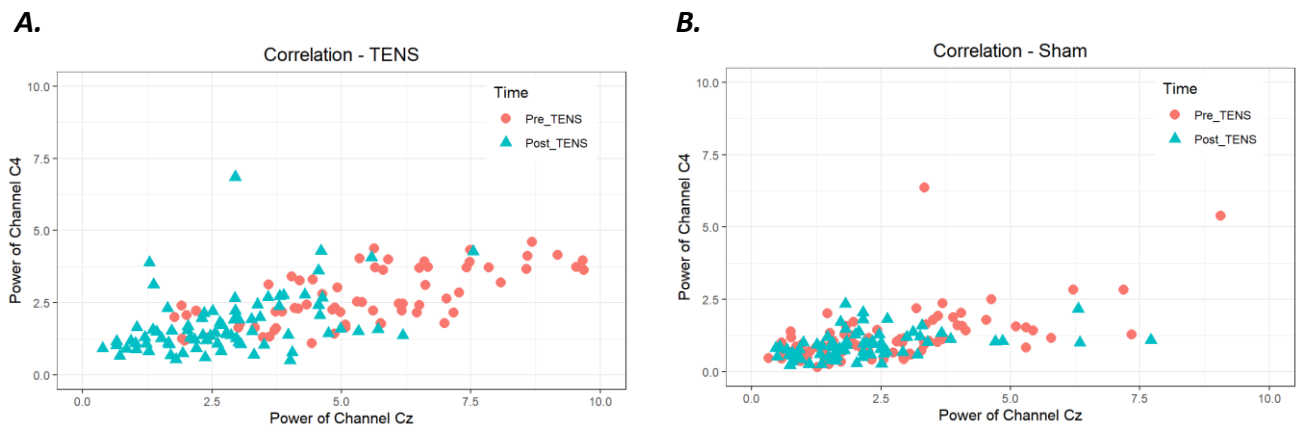 A.
Correlation - TENS
10.0
7.5
5.0
2.5
0.0
Power of Channel C4
Time
Pre_TENS
Post_TENS
0.0 2.5 5.0 7.5 10.0
Power of Channel Cz
B.
Correlation - Sham
10.0
7.5
5.0
2.5
0.0
Power of Channel C4
Time
Pre_TENS
Post_TENS
0.0 2.5 5.0 7.5 10.0
Power of Channel Cz